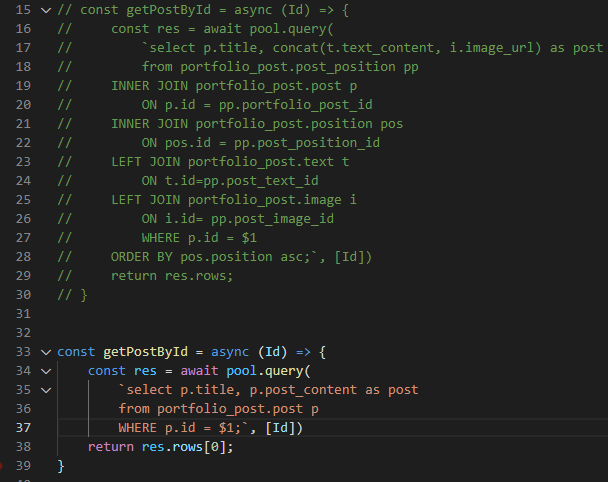 15 // const getPostById = async (Id) => {
16 //     const res = await pool.query(
17 //         `select p.title, concat(t.text_content, i.image_url) as post
18 //         from portfolio_post.post_position pp
19 //     INNER JOIN portfolio_post.post p
20 //         ON p.id = pp.portfolio_post_id
21 //     INNER JOIN portfolio_post.position pos
22 //         ON pos.id = pp.post_position_id
23 //     LEFT JOIN portfolio_post.text t
24 //         ON t.id=pp.post_text_id
25 //     LEFT JOIN portfolio_post.image i
26 //         ON i.id= pp.post_image_id
27 //         WHERE p.id = $1
28 //     ORDER BY pos.position asc;`, [Id])
29 //     return res.rows;
30 // }
31
32
33 const getPostById = async (Id) => {
34     const res = await pool.query(
35         `select p.title, p.post_content as post
36         from portfolio_post.post p
37         WHERE p.id = $1;`, [Id])
38     return res.rows[0];
39 }